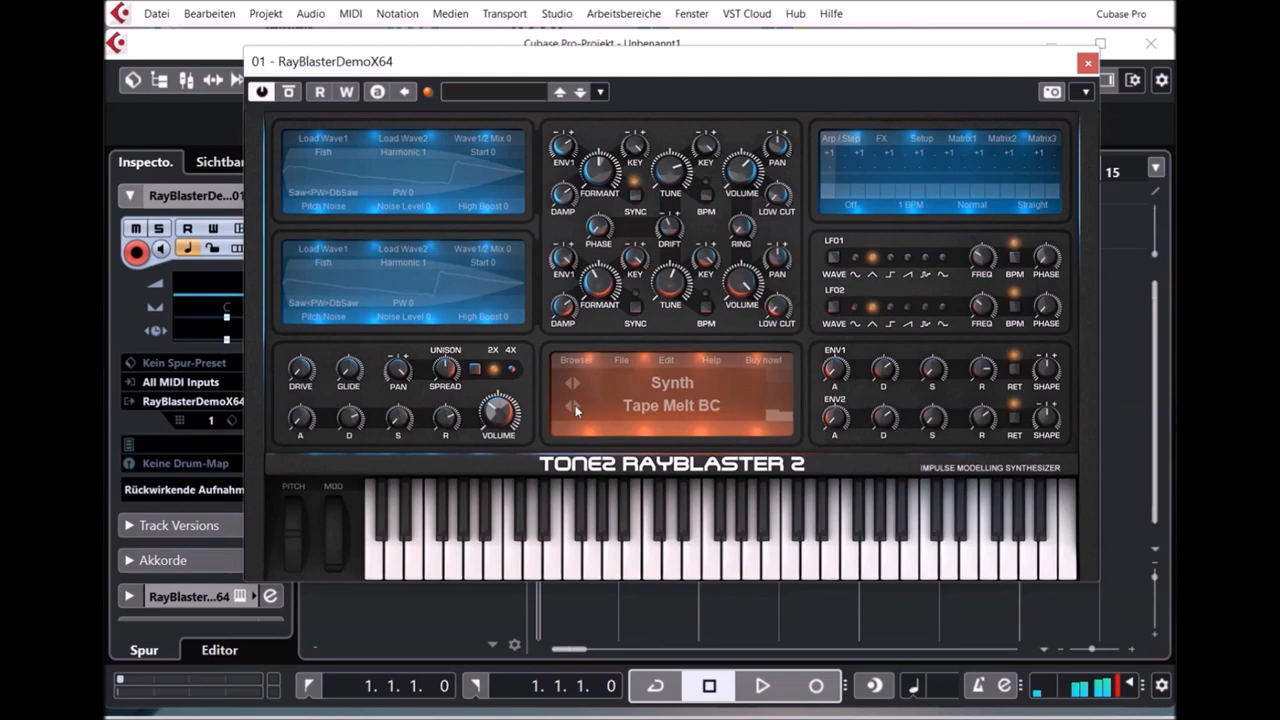 Datei Bearbeiten Projekt Audio MIDI Notation Medien Transport Studio Arbeitsbereiche Fenster VST Cloud Hub Hilfe Cubase Pro
Cubase Pro-Projekt - Unbenannt1
01 - RayBlasterDemoX64
R W
Inspecto. Sichtbar
15
RayBlasterDe...01
M S R W
C
Kein Spur-Preset
All MIDI Inputs
RayBlasterDemoX64
1
Keine Drum-Map
Rückwirkende Aufnahm
Track Versions
Akkorde
RayBlaster...64
Spur Editor
Load Wave1 Load Wave2 Wave1/2 Mix 0
Fish Harmonic 1 Start 0
Saw<PW>DbSaw PW 0
Pitch Noise Noise Level 0 High Boost 0
Load Wave1 Load Wave2 Wave1/2 Mix 0
Fish Harmonic 1 Start 0
Saw<PW>DbSaw PW 0
Pitch Noise Noise Level 0 High Boost 0
ENV1 KEY KEY PAN
FORMANT TUNE VOLUME
DAMP SYNC BPM LOW CUT
PHASE DRIFT RING
ENV1 KEY KEY PAN
FORMANT TUNE VOLUME
DAMP SYNC BPM LOW CUT
Arp / Step FX Setup Matrix1 Matrix2 Matrix3
+1 +1 +1 +1 +1 +1 +1 +1
Off 1 BPM Normal Straight
LFO1
WAVE FREQ BPM PHASE
LFO2
WAVE FREQ BPM PHASE
UNISON 2X 4X
DRIVE GLIDE PAN SPREAD
A D S R VOLUME
Browser File Edit Help Buy now!
Synth
Tape Melt BC
ENV1
A D S R RET SHAPE
ENV2
A D S R RET SHAPE
TONE2 RAYBLASTER 2 IMPULSE MODELLING SYNTHESIZER
PITCH MOD
1. 1. 1. 0 1. 1. 1. 0